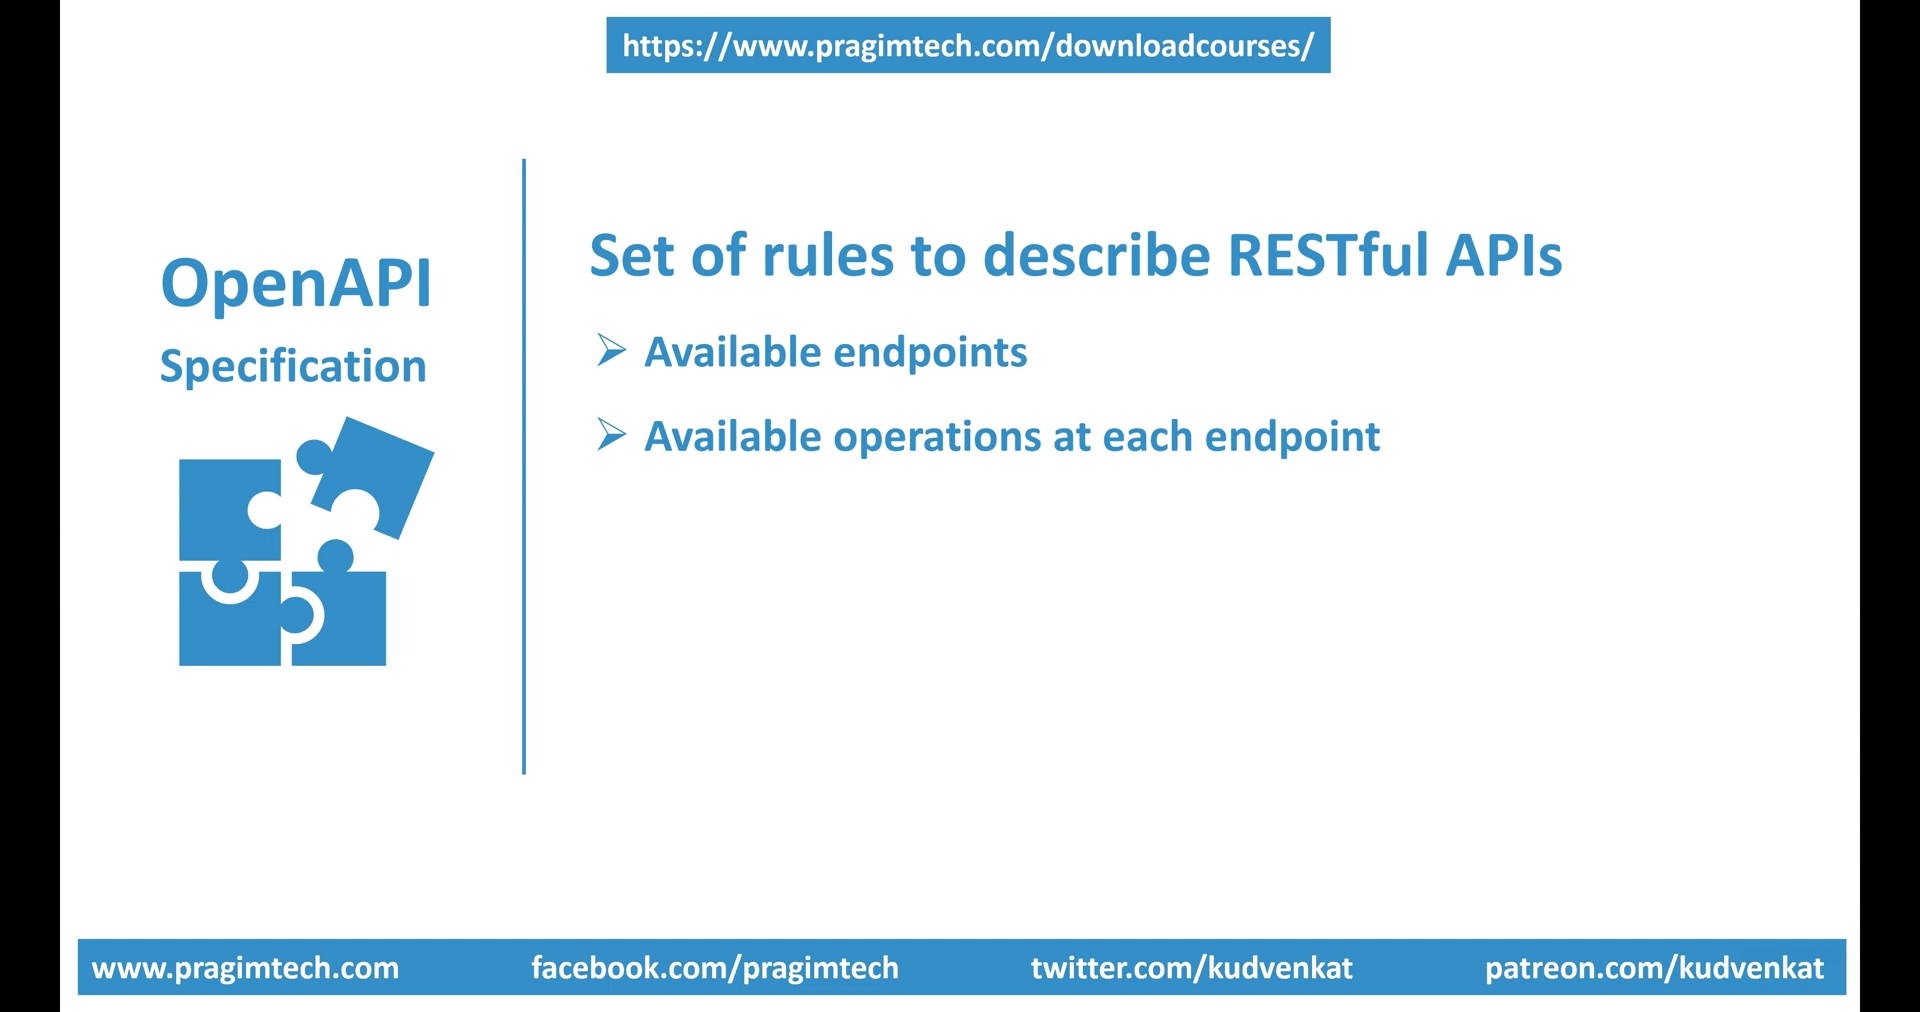 https://www.pragimtech.com/downloadcourses/
OpenAPI
Specification
Set of rules to describe RESTful APIs
Available endpoints
Available operations at each endpoint
www.pragimtech.com
facebook.com/pragimtech
twitter.com/kudvenkat
patreon.com/kudvenkat